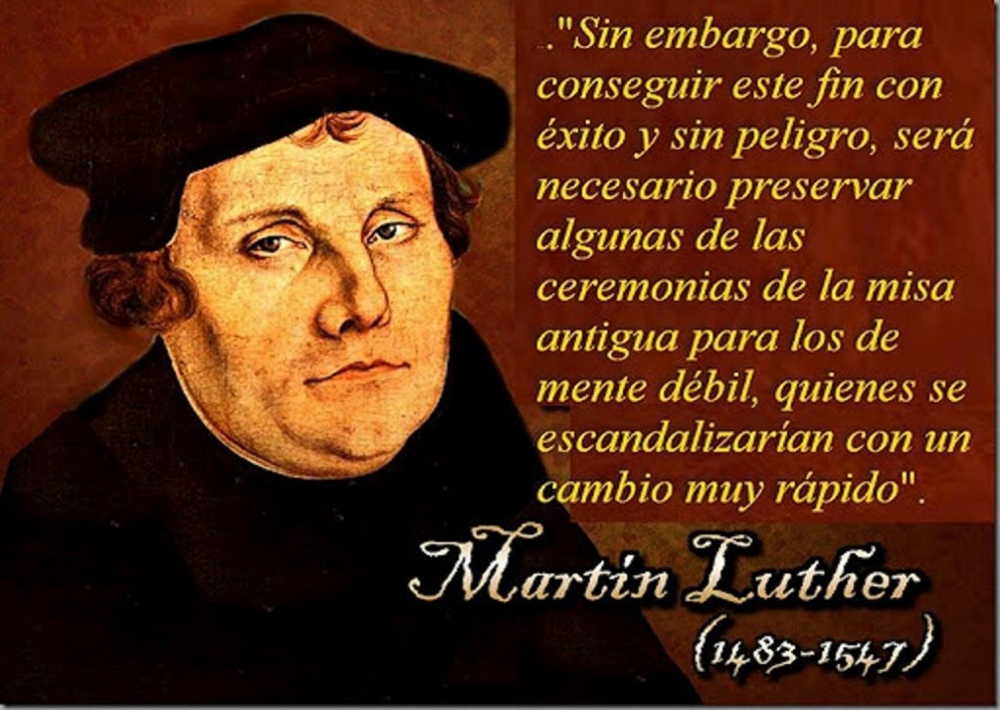 .."Sin embargo, para
conseguir este fin con
éxito y sin peligro, será
necesario preservar
algunas de las
ceremonias de la misa
antigua para los de
mente débil, quienes se
escandalizarían con un
cambio muy rápido".
Martin Luther
(1483-1547)